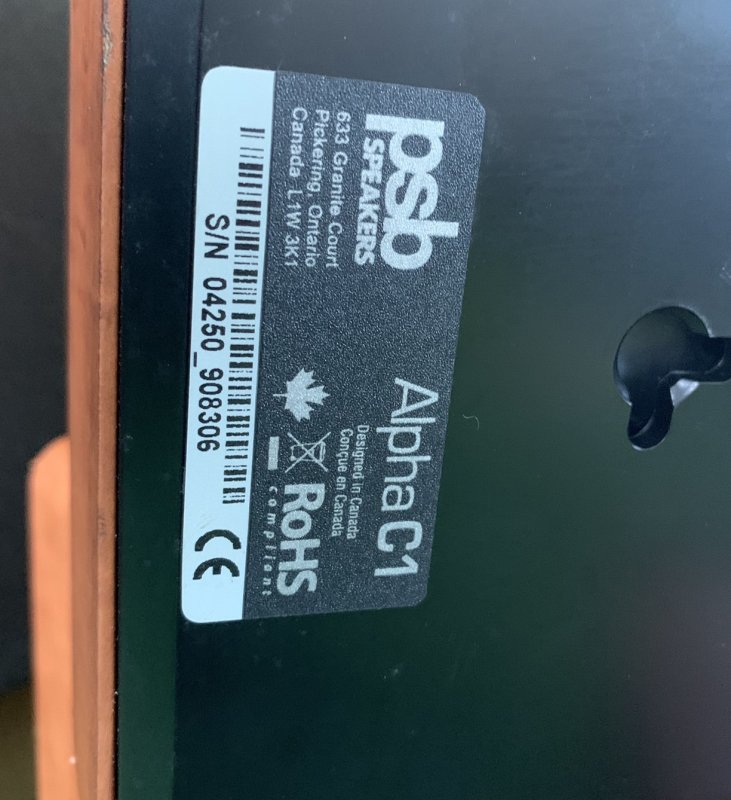 psb
SPEAKERS
633 Granite Court
Pickering, Ontario
Canada L1W 3K1
Alpha C1
Designed in Canada
Conçue en Canada
RoHS
compliant
S/N 04250_908306
CE